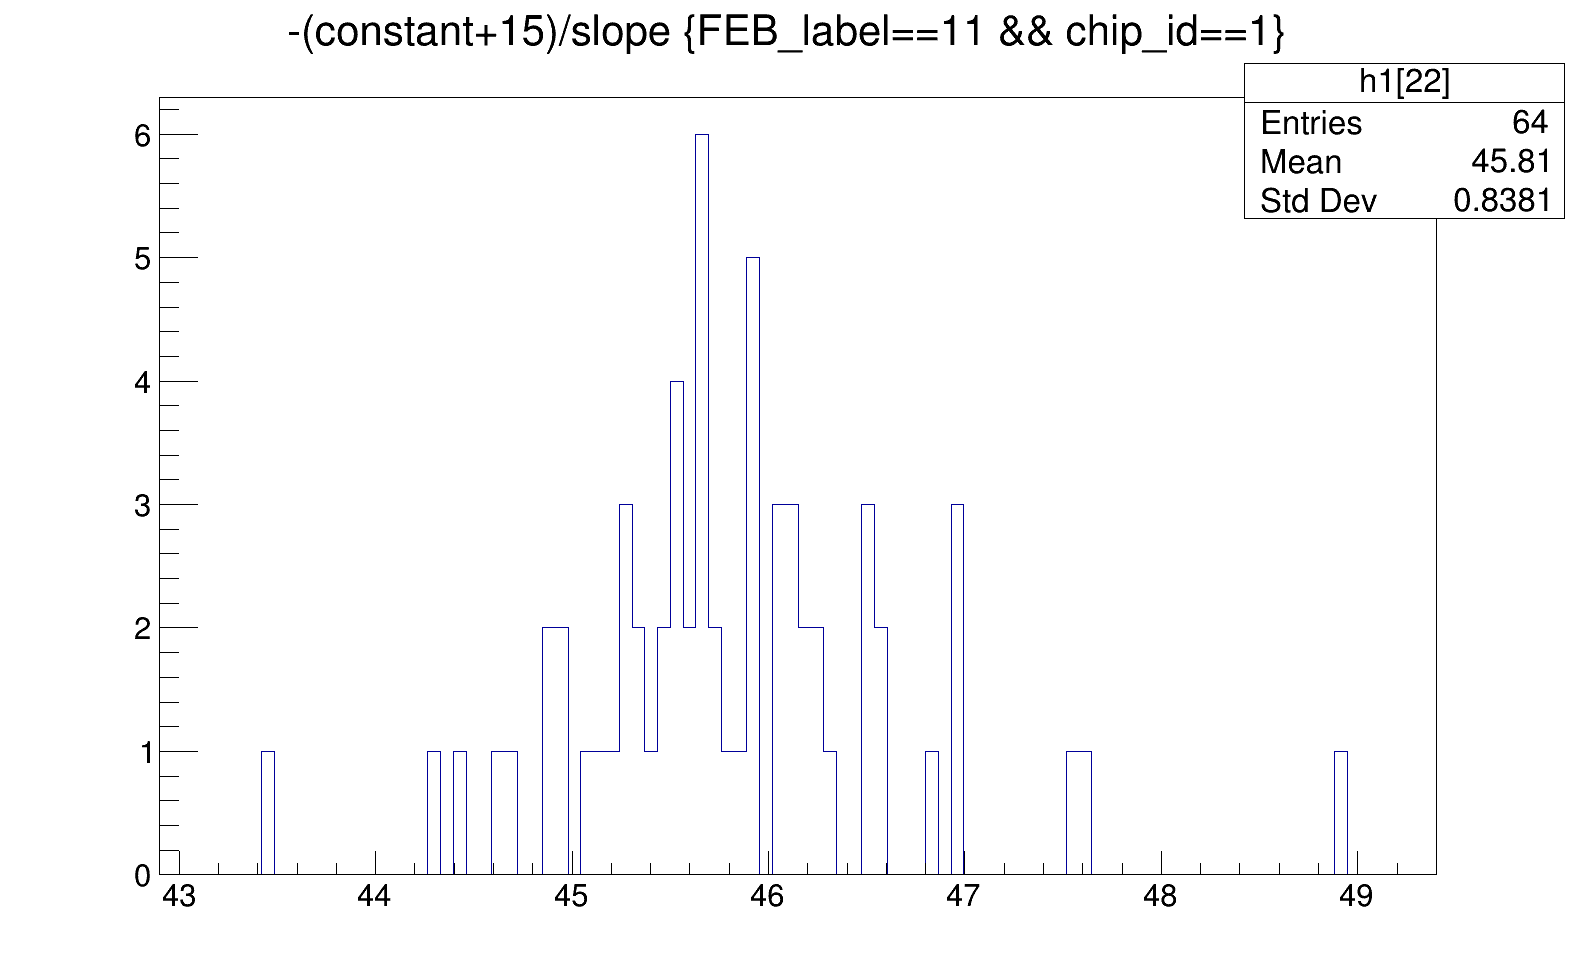 -(constant+15)/slope {FEB_label==11 && chip_id==1}
h1[22]
Entries 64
Mean 45.81
Std Dev 0.8381
6
5
4
3
2
1
0
43 44 45 46 47 48 49